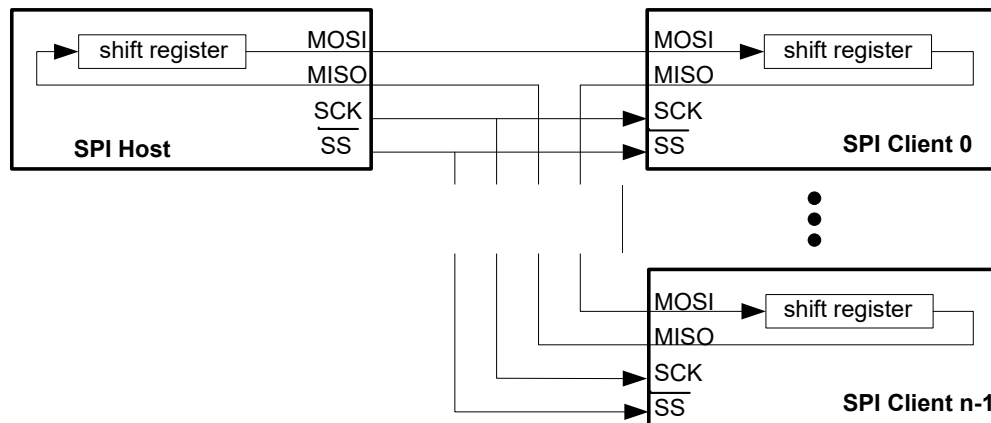 shift register
MOSI
MISO
SCK
SS
SPI Host
MOSI
shift register
MISO
SCK
SS
SPI Client 0
MOSI
shift register
MISO
SCK
SS
SPI Client n-1